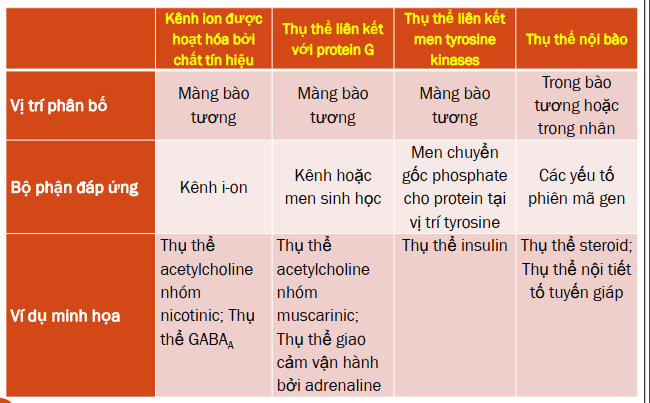 Kênh ion được
hoạt hóa bởi
chất tín hiệu
Thụ thể liên kết
với protein G
Thụ thể liên kết
men tyrosine
kinases
Thụ thể nội bào
Vị trí phân bố
Màng bào
tương
Màng bào
tương
Màng bào
tương
Trong bào
tương hoặc
trong nhân
Bộ phận đáp ứng
Kênh i-on
Kênh hoặc
men sinh học
Men chuyển
gốc phosphate
cho protein tại
vị trí tyrosine
Các yếu tố
phiên mã gen
Ví dụ minh họa
Thụ thể
acetylcholine
nhóm
nicotinic; Thụ
thể GABAA
Thụ thể
acetylcholine
nhóm
muscarinic;
Thụ thể giao
cảm vận hành
bởi adrenaline
Thụ thể insulin
Thụ thể steroid;
Thụ thể nội tiết
tố tuyến giáp